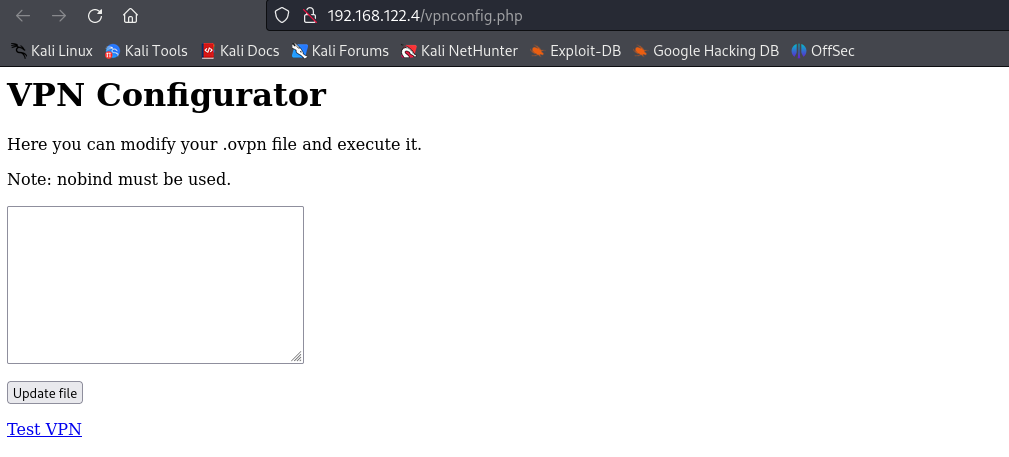 192.168.122.4/vpnconfig.php
Kali Linux Kali Tools Kali Docs Kali Forums Kali NetHunter Exploit-DB Google Hacking DB OffSec
VPN Configurator
Here you can modify your .ovpn file and execute it.
Note: nobind must be used.
Update file
Test VPN